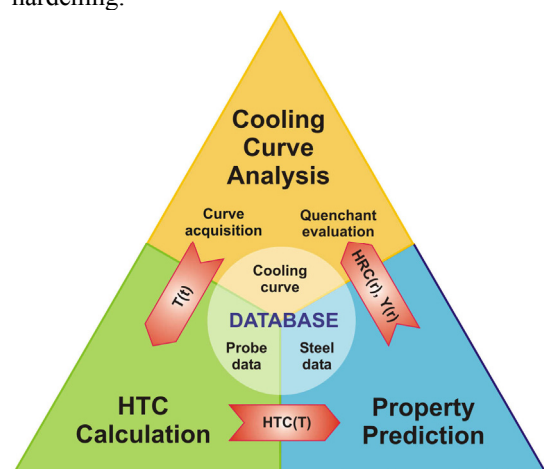 hardening.
Cooling
Curve
Analysis
Curve
acquisition
Quenchant
evaluation
T(t)
HRC(r), Y(r)
Cooling
curve
DATABASE
Probe
data
Steel
data
HTC
Calculation
HTC(T)
Property
Prediction